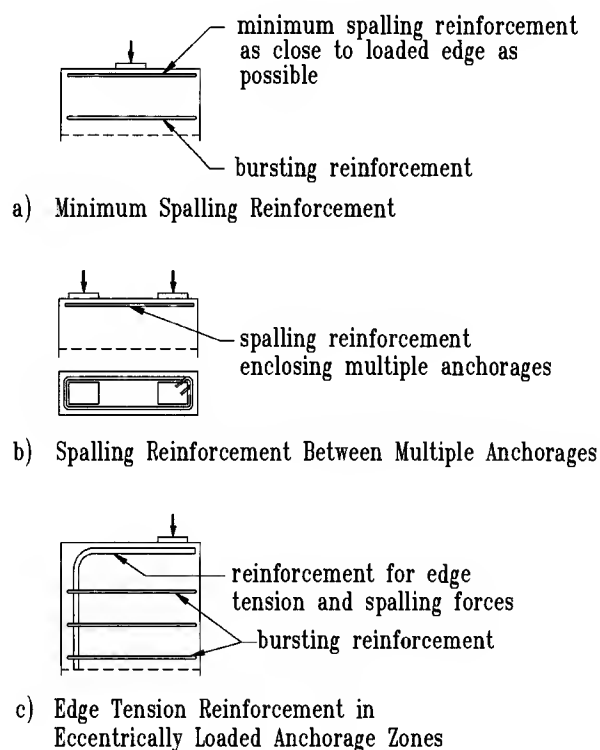 minimum spalling reinforcement
as close to loaded edge as
possible
bursting reinforcement
a) Minimum Spalling Reinforcement
spalling reinforcement
enclosing multiple anchorages
b) Spalling Reinforcement Between Multiple Anchorages
reinforcement for edge
tension and spalling forces
bursting reinforcement
c) Edge Tension Reinforcement in
Eccentrically Loaded Anchorage Zones